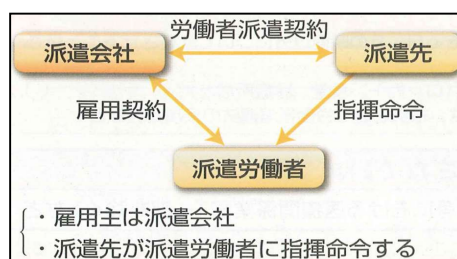 労働者派遣契約
派遣会社
派遣先
雇用契約
指揮命令
派遣労働者
・雇用主は派遣会社
・派遣先が派遣労働者に指揮命令する